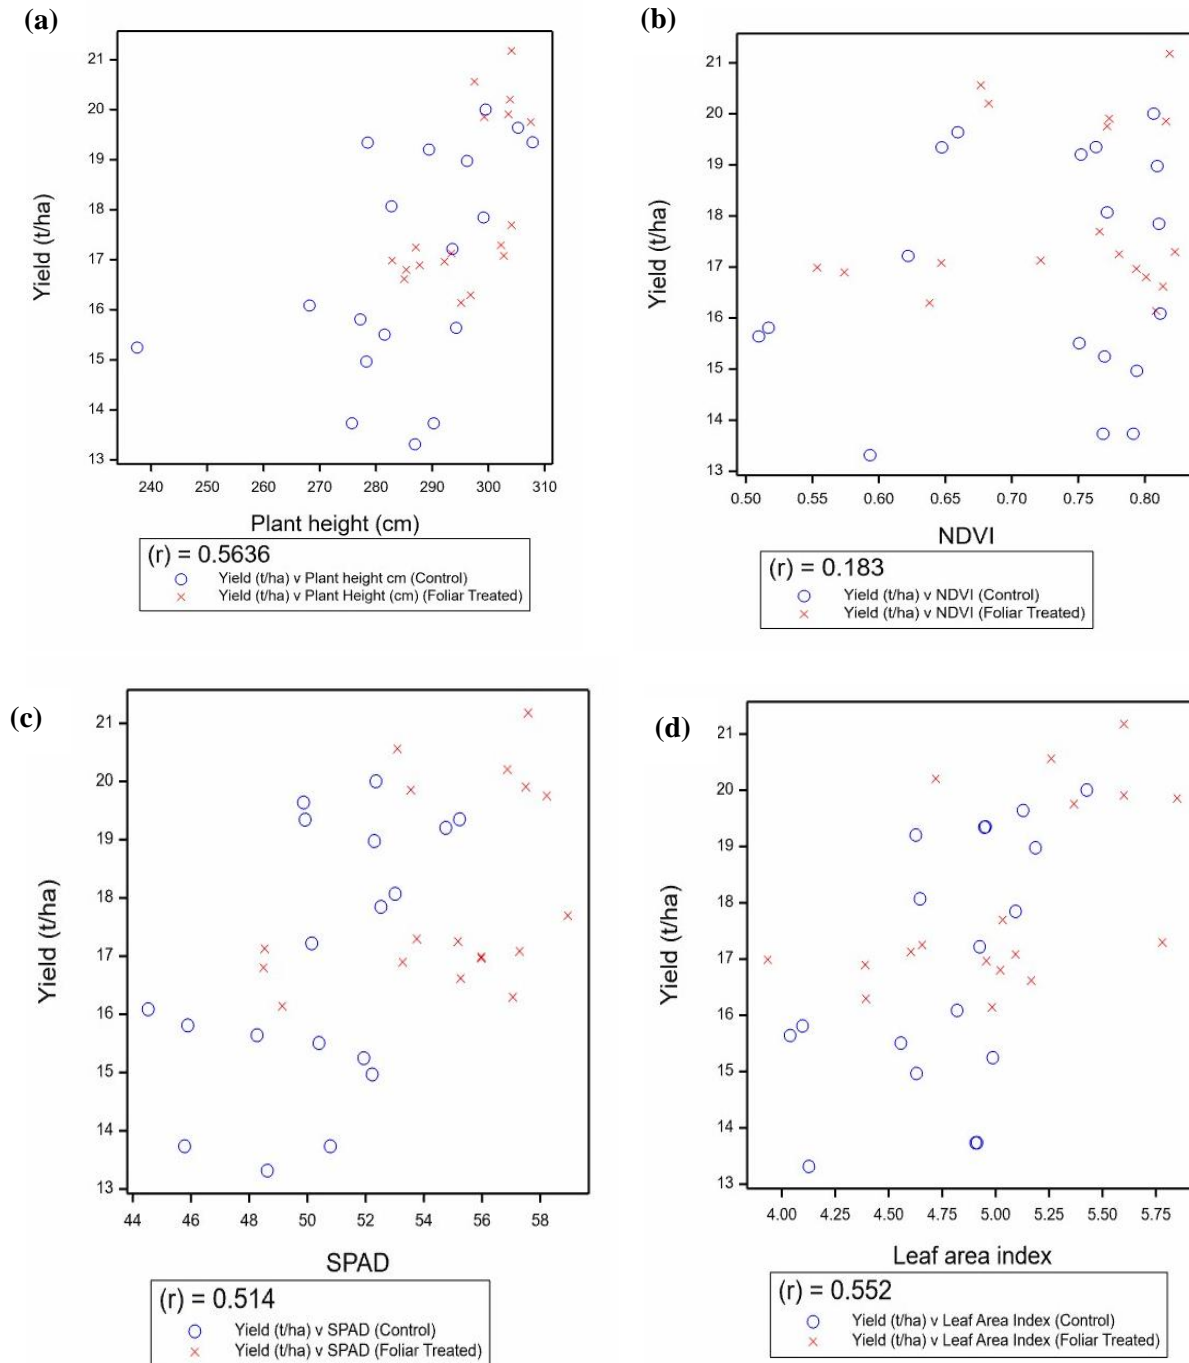 (a)
21
20
19
18
17
16
15
14
13
Yield (t/ha)
240 250 260 270 280 290 300 310
Plant height (cm)
(r) = 0.5636
Yield (t/ha) v Plant height cm (Control)
Yield (t/ha) v Plant Height (cm) (Foliar Treated)
(b)
21
20
19
18
17
16
15
14
13
Yield (t/ha)
0.50 0.55 0.60 0.65 0.70 0.75 0.80
NDVI
(r) = 0.183
Yield (t/ha) v NDVI (Control)
Yield (t/ha) v NDVI (Foliar Treated)
(c)
21
20
19
18
17
16
15
14
13
Yield (t/ha)
44 46 48 50 52 54 56 58
SPAD
(r) = 0.514
Yield (t/ha) v SPAD (Control)
Yield (t/ha) v SPAD (Foliar Treated)
(d)
21
20
19
18
17
16
15
14
13
Yield (t/ha)
4.00 4.25 4.50 4.75 5.00 5.25 5.50 5.75
Leaf area index
(r) = 0.552
Yield (t/ha) v Leaf Area Index (Control)
Yield (t/ha) v Leaf Area Index (Foliar Treated)